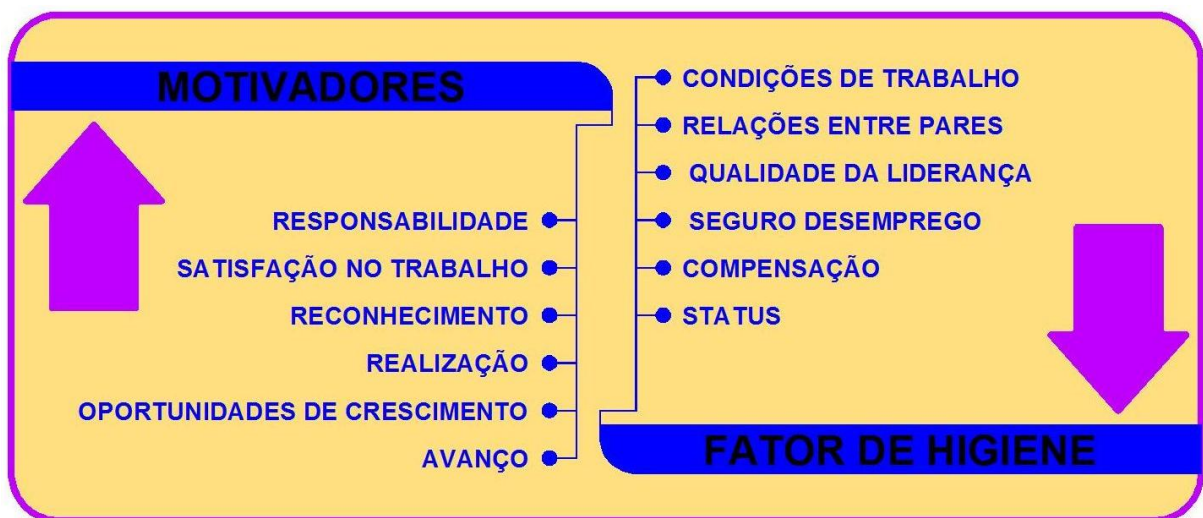 MOTIVADORES
RESPONSABILIDADE
SATISFAÇÃO NO TRABALHO
RECONHECIMENTO
REALIZAÇÃO
OPORTUNIDADES DE CRESCIMENTO
AVANÇO
CONDIÇÕES DE TRABALHO
RELAÇÕES ENTRE PARES
QUALIDADE DA LIDERANÇA
SEGURO DESEMPREGO
COMPENSAÇÃO
STATUS
FATOR DE HIGIENE